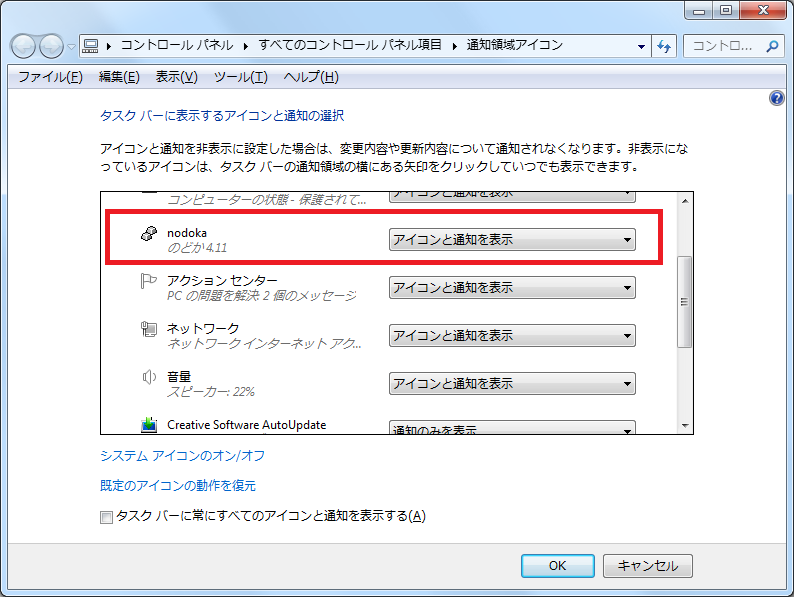 コントロール パネル ▸ すべてのコントロール パネル項目 ▸ 通知領域アイコン
コントロ...
ファイル(F) 編集(E) 表示(V) ツール(T) ヘルプ(H)
タスク バーに表示するアイコンと通知の選択
アイコンと通知を非表示に設定した場合は、変更内容や更新内容について通知されなくなります。非表示にな
っているアイコンは、タスク バーの通知領域の横にある矢印をクリックしていつでも表示できます。
コンピューターの状態 - 保護されて...
アイコンと通知を表示
nodoka
のどか 4.11
アイコンと通知を表示
アクション センター
PC の問題を解決: 2 個のメッセージ
アイコンと通知を表示
ネットワーク
ネットワーク インターネット アク...
アイコンと通知を表示
音量
スピーカー: 22%
アイコンと通知を表示
Creative Software AutoUpdate
通知のみを表示
システム アイコンのオン/オフ
既定のアイコンの動作を復元
タスク バーに常にすべてのアイコンと通知を表示する(A)
OK
キャンセル